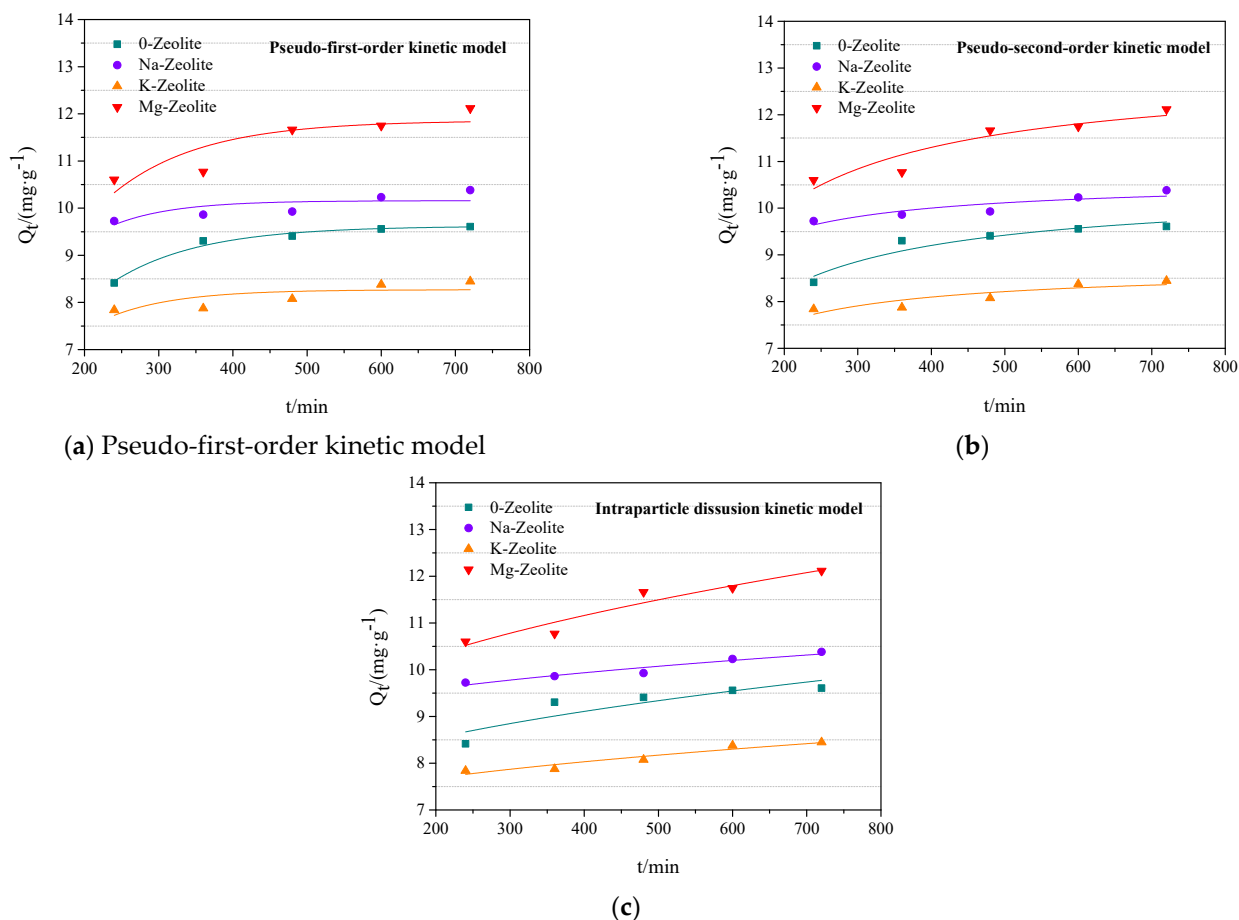 14
13
12
11
10
9
8
7
Qt/(mg·g-1)
0-Zeolite
Na-Zeolite
K-Zeolite
Mg-Zeolite
Pseudo-first-order kinetic model
200 300 400 500 600 700 800
t/min
(a) Pseudo-first-order kinetic model
14
13
12
11
10
9
8
7
Qt/(mg·g-1)
0-Zeolite
Na-Zeolite
K-Zeolite
Mg-Zeolite
Pseudo-second-order kinetic model
200 300 400 500 600 700 800
t/min
(b)
14
13
12
11
10
9
8
7
Qt/(mg·g-1)
0-Zeolite
Na-Zeolite
K-Zeolite
Mg-Zeolite
Intraparticle dissusion kinetic model
200 300 400 500 600 700 800
t/min
(c)